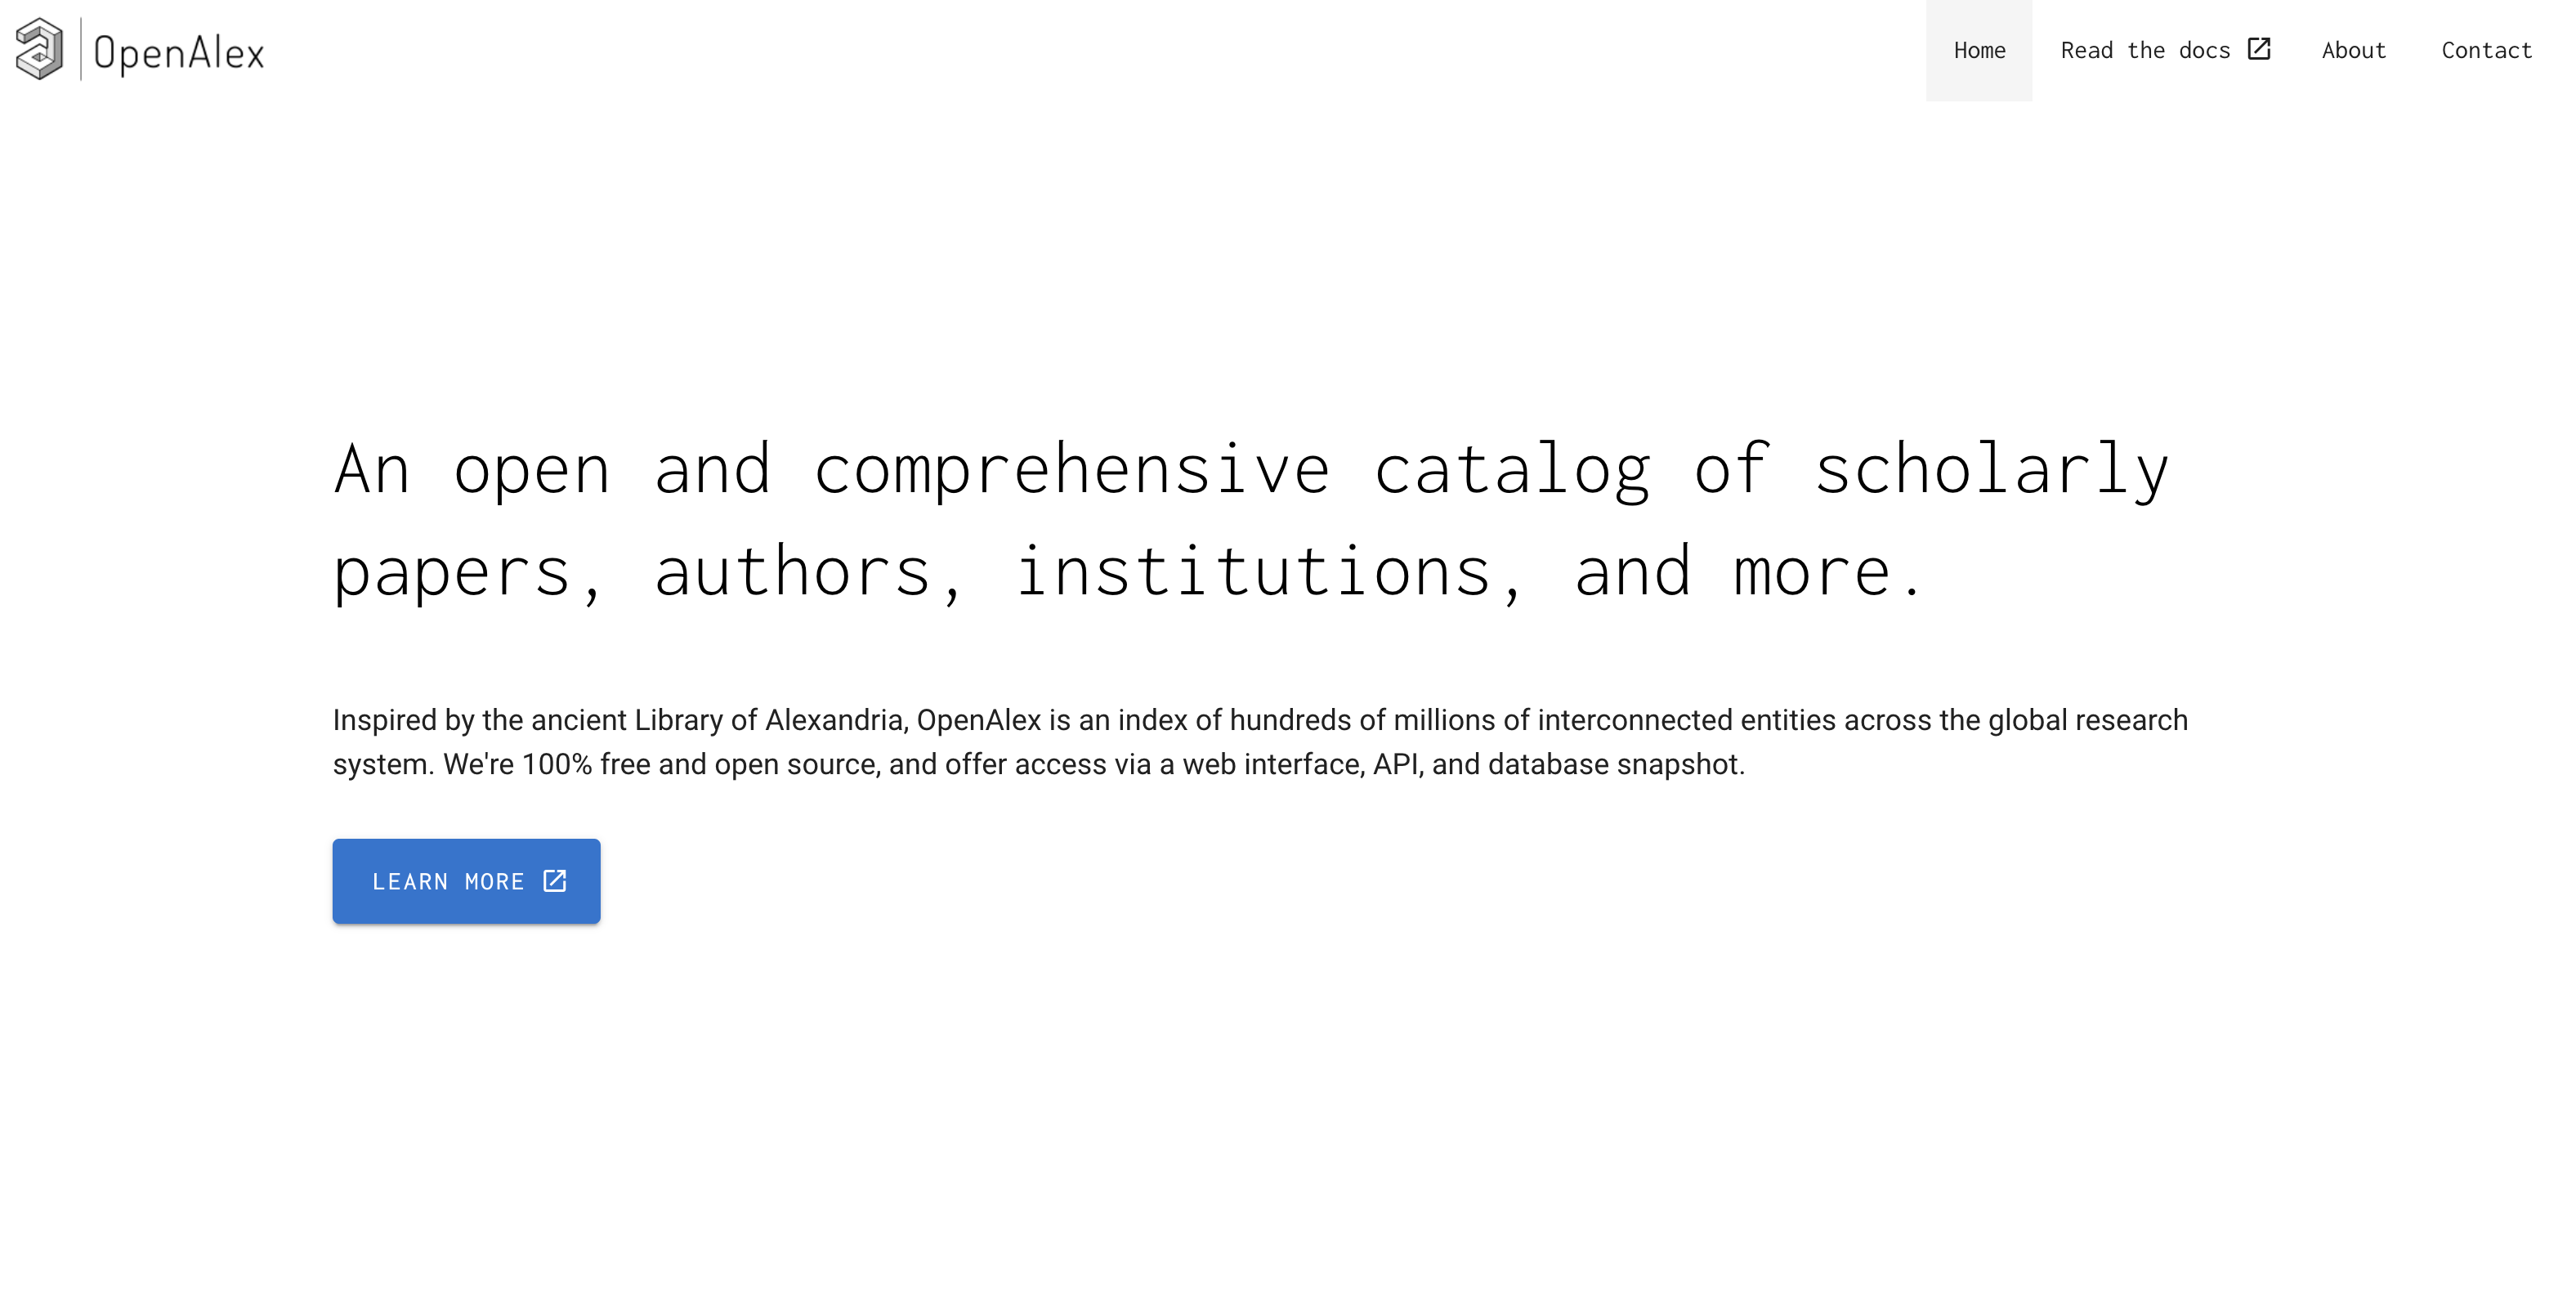 OpenAlex
Home
Read the docs
About
Contact
An open and comprehensive catalog of scholarly
papers, authors, institutions, and more.
Inspired by the ancient Library of Alexandria, OpenAlex is an index of hundreds of millions of interconnected entities across the global research
system. We're 100% free and open source, and offer access via a web interface, API, and database snapshot.
LEARN MORE